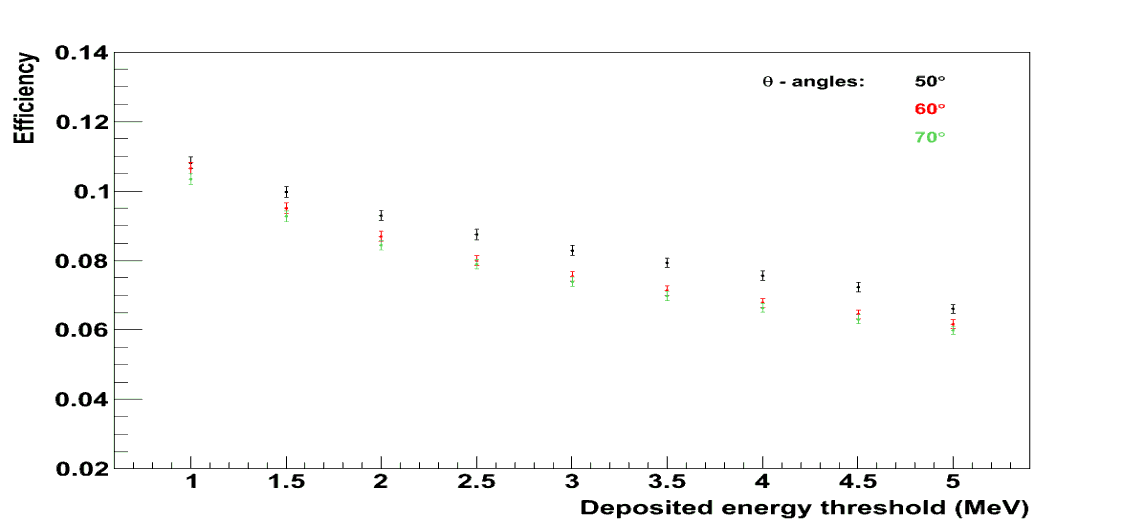 Efficiency
0.14
0.12
0.1
0.08
0.06
0.04
0.02
θ - angles: 50°
60°
70°
1 1.5 2 2.5 3 3.5 4 4.5 5
Deposited energy threshold (MeV)